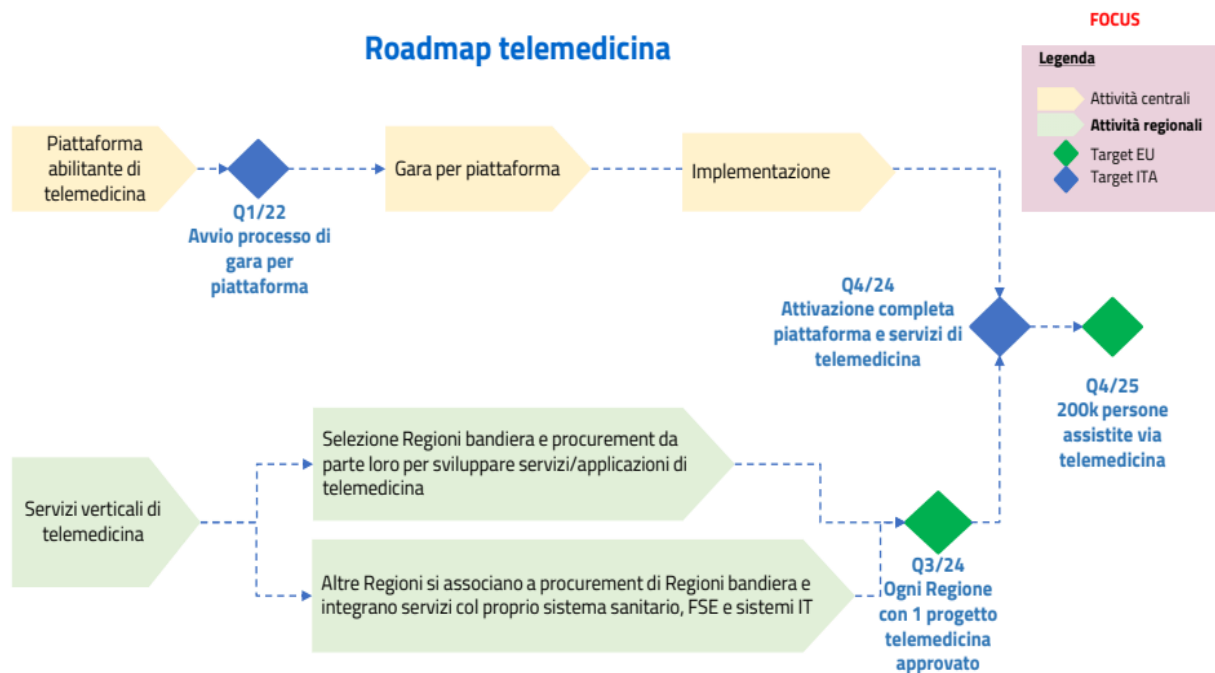 FOCUS
Roadmap telemedicina
Legenda
Attività centrali
Attività regionali
Target EU
Target ITA
Piattaforma
abilitante di
telemedicina
Q1/22
Avvio processo di
gara per
piattaforma
Gara per piattaforma
Implementazione
Q4/24
Attivazione completa
piattaforma e servizi di
telemedicina
Q4/25
200k persone
assistite via
telemedicina
Servizi verticali di
telemedicina
Selezione Regioni bandiera e procurement da
parte loro per sviluppare servizi/applicazioni di
telemedicina
Altre Regioni si associano a procurement di Regioni bandiera e
integrano servizi col proprio sistema sanitario, FSE e sistemi IT
Q3/24
Ogni Regione
con 1 progetto
telemedicina
approvato